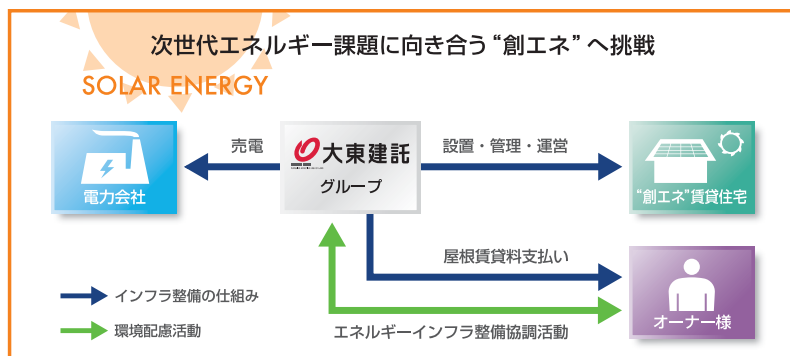 次世代エネルギー課題に向き合う“創エネ”へ挑戦
SOLAR ENERGY
電力会社
売電
大東建託
グループ
設置・管理・運営
“創エネ”賃貸住宅
屋根賃貸料支払い
オーナー様
エネルギーインフラ整備協調活動
インフラ整備の仕組み
環境配慮活動